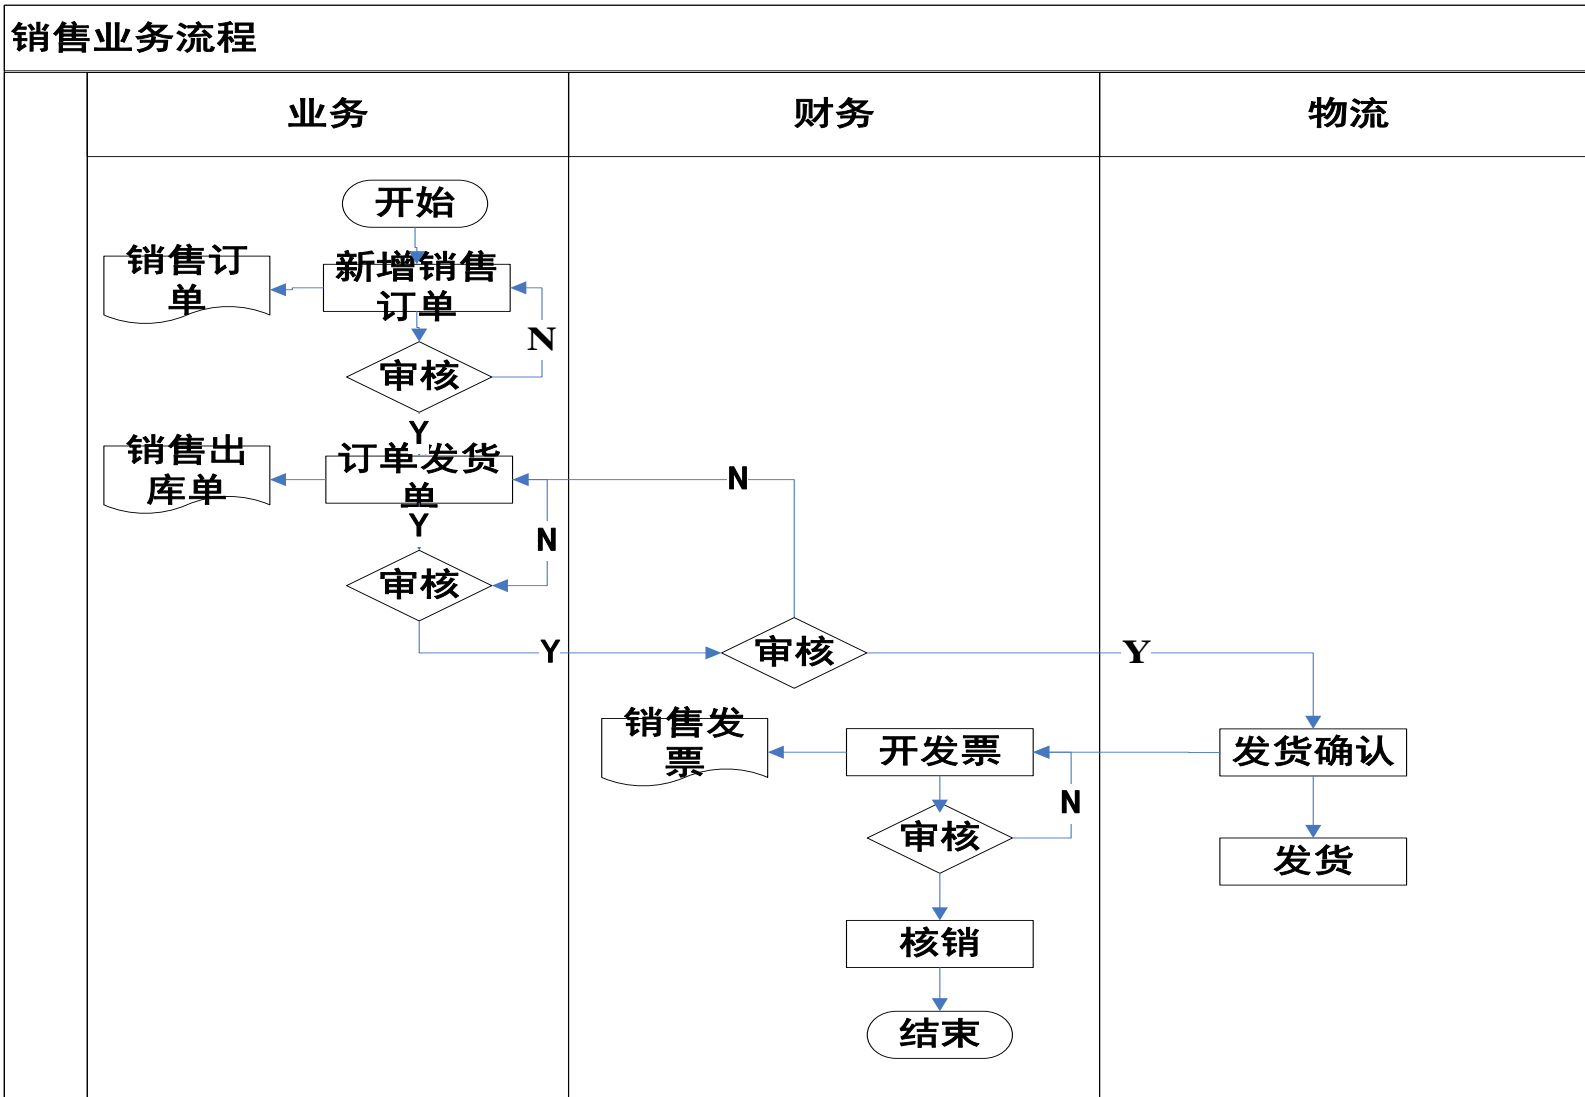 销售业务流程
业务
财务
物流
开始
销售订
单
新增销售
订单
N
审核
Y
销售出
库单
订单发货
单
N
Y
N
审核
Y
审核
Y
销售发
票
开发票
发货确认
N
审核
发货
核销
结束